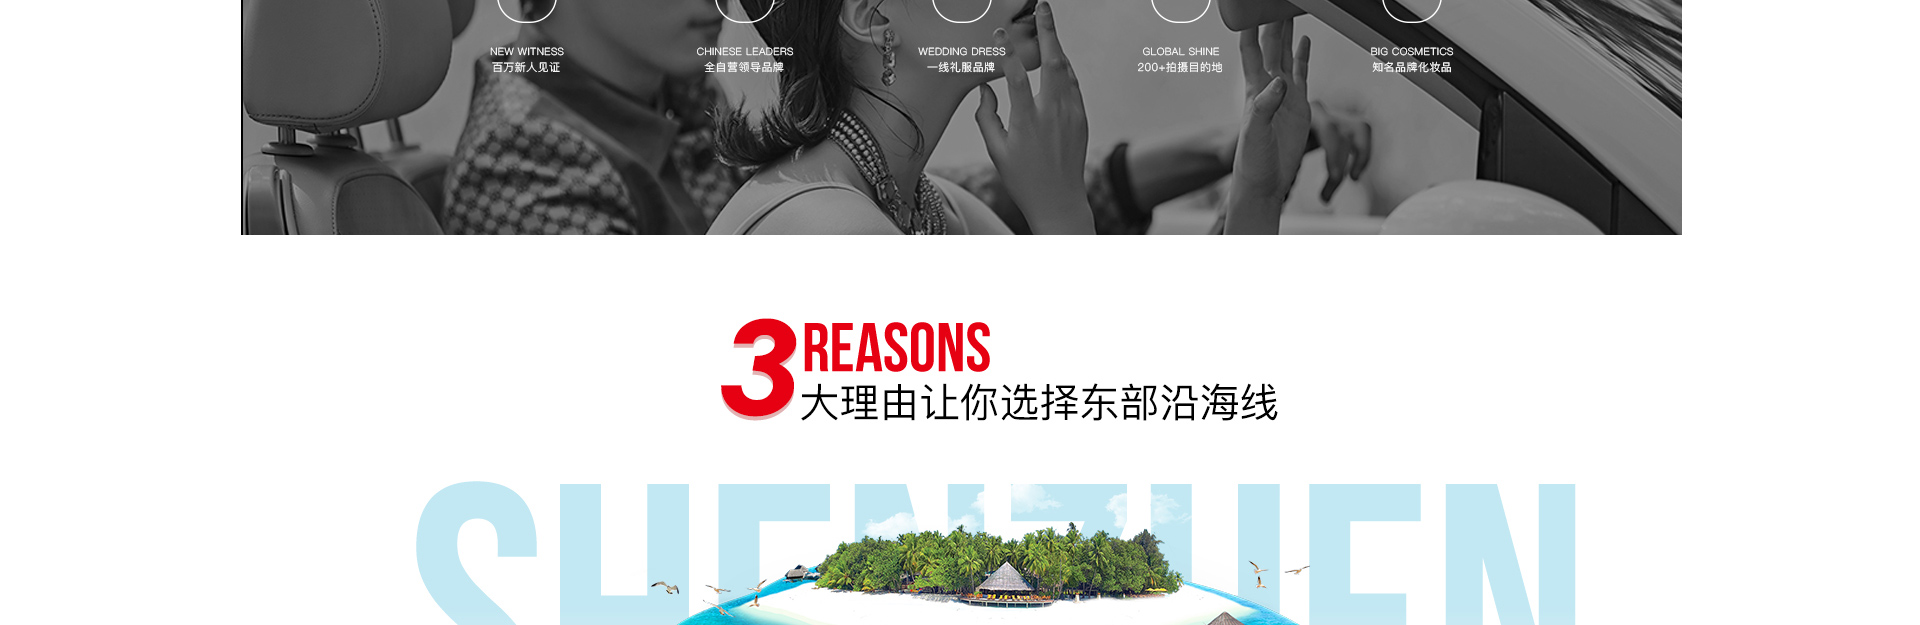 NEW WITNESS
百万新人见证
CHINESE LEADERS
全自营领导品牌
WEDDING DRESS
一线礼服品牌
GLOBAL SHINE
200+拍摄目的地
BIG COSMETICS
知名品牌化妆品
3 REASONS
大理由让你选择东部沿海线
SHENZHEN